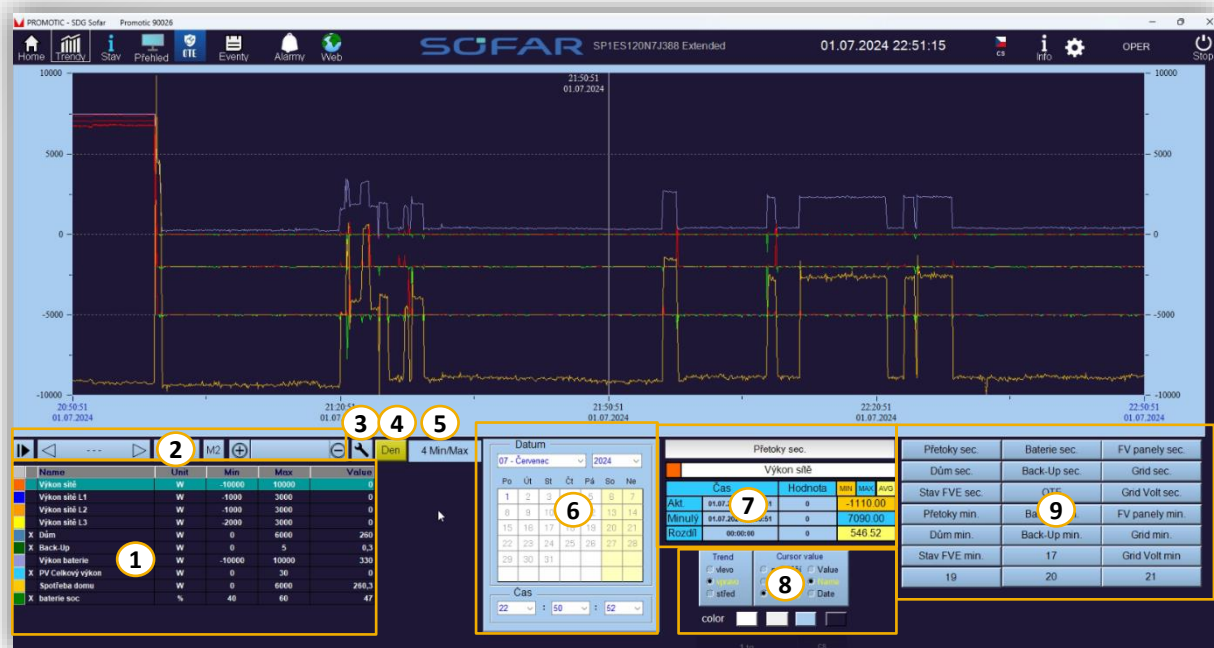 PROMOTIC - SDG Sofar Promotic 90026
Home Trendy Stav Přehled ETE Eventy Alarmy Web
SOFAR SP1ES120N7J388 Extended 01.07.2024 22:51:15 cs Info OPER Stop
10000 10000
21:50:51
01.07.2024
5000 5000
0 0
-5000 -5000
-10000 -10000
20:50:51 21:20:51 21:50:51 22:20:51 22:50:51
01.07.2024 01.07.2024 01.07.2024 01.07.2024
3 4 5
--- 2 M2 Den 4 Min/Max
Name Unit Min Max Value
Výkon sítě W -10000 10000 0
Výkon sítě L1 W -1000 3000 0
Výkon sítě L2 W -1000 3000 0
Výkon sítě L3 W -2000 3000 0
X Dům W 0 6000 260
X Back-Up W 0 5 0,3
Výkon baterie W -10000 10000 330
X PV Celkový výkon W 0 30 0
Spotřeba domu W 0 6000 260,3
X baterie soc % 40 60 47
1
Datum
07 - Červenec 2024
Po Út St Čt Pá So Ne
1 2 3 5 6 7
8 9 10 12 13 14
15 16 17 18 19 20 21
22 23 24 25 26 27 28
29 30 31
6
Čas
22 : 50 : 52
Přetoky sec.
Výkon sítě
Čas Hodnota MIN MAX AVG
Akt 0 -1110.00
Minulý 0 7090.00
Rozdíl 00:00:00 0 546.52
7
Trend Cursor value
vlevo Value
vpravo Name
střed Date
8
color
Přetoky sec. Baterie sec. FV panely sec.
Dům sec. Back-Up sec. Grid sec.
Stav FVE sec. OTE Grid Volt sec.
Přetoky min. FV panely min.
Dům min. Back-Up min. Grid min.
Stav FVE min. 17 Grid Volt min
19 20 21
9